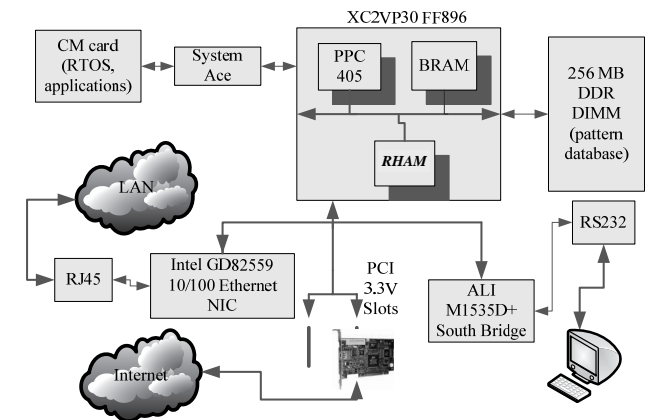 XC2VP30 FF896
CM card
(RTOS,
applications)
System
Ace
PPC
405
BRAM
RHAM
256 MB
DDR
DIMM
(pattern
database)
LAN
RJ45
Intel GD82559
10/100 Ethernet
NIC
PCI
3.3V
Slots
ALI
M1535D+
South Bridge
RS232
Internet